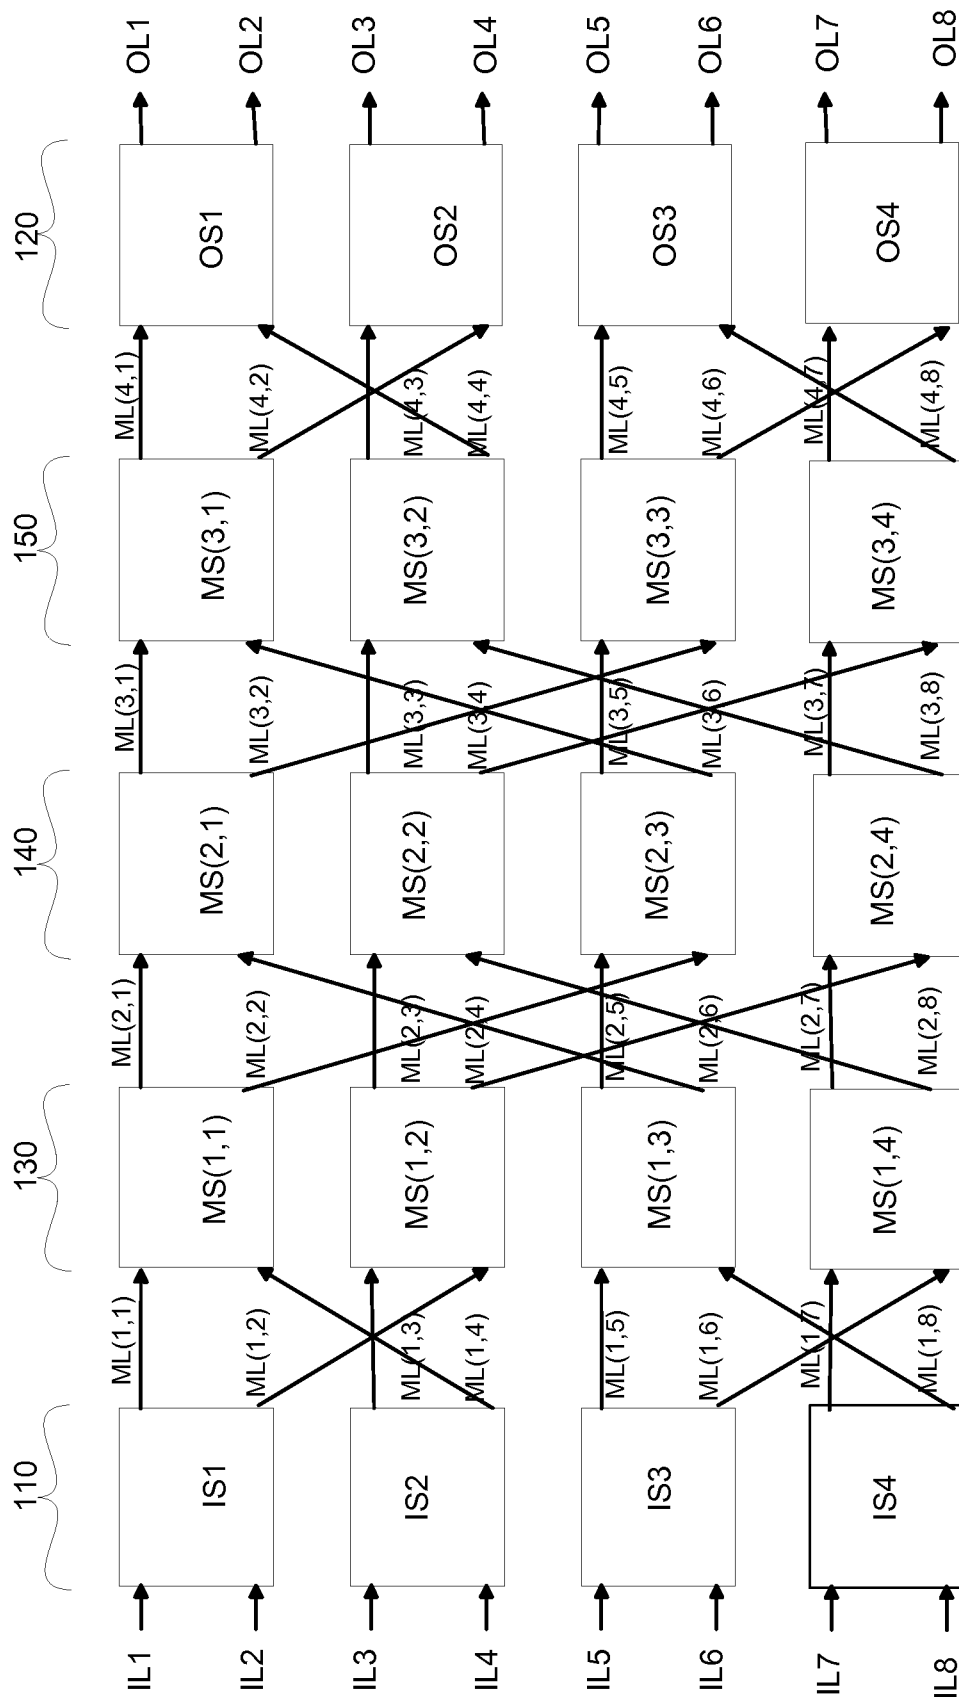 110
130
140
150
120
IL1
IS1
ML(1,1)
MS(1,1)
ML(2,1)
MS(2,1)
ML(3,1)
MS(3,1)
ML(4,1)
OS1
OL1
IL2
ML(1,2)
ML(2,2)
ML(3,2)
ML(4,2)
OL2
IL3
IS2
ML(1,3)
MS(1,2)
ML(2,3)
MS(2,2)
ML(3,3)
MS(3,2)
ML(4,3)
OS2
OL3
IL4
ML(1,4)
ML(2,4)
ML(3,4)
ML(4,4)
OL4
IL5
IS3
ML(1,5)
MS(1,3)
ML(2,5)
MS(2,3)
ML(3,5)
MS(3,3)
ML(4,5)
OS3
OL5
IL6
ML(1,6)
ML(2,6)
ML(3,6)
ML(4,6)
OL6
IL7
IS4
ML(1,7)
MS(1,4)
ML(2,7)
MS(2,4)
ML(3,7)
MS(3,4)
ML(4,7)
OS4
OL7
IL8
ML(1,8)
ML(2,8)
ML(3,8)
ML(4,8)
OL8